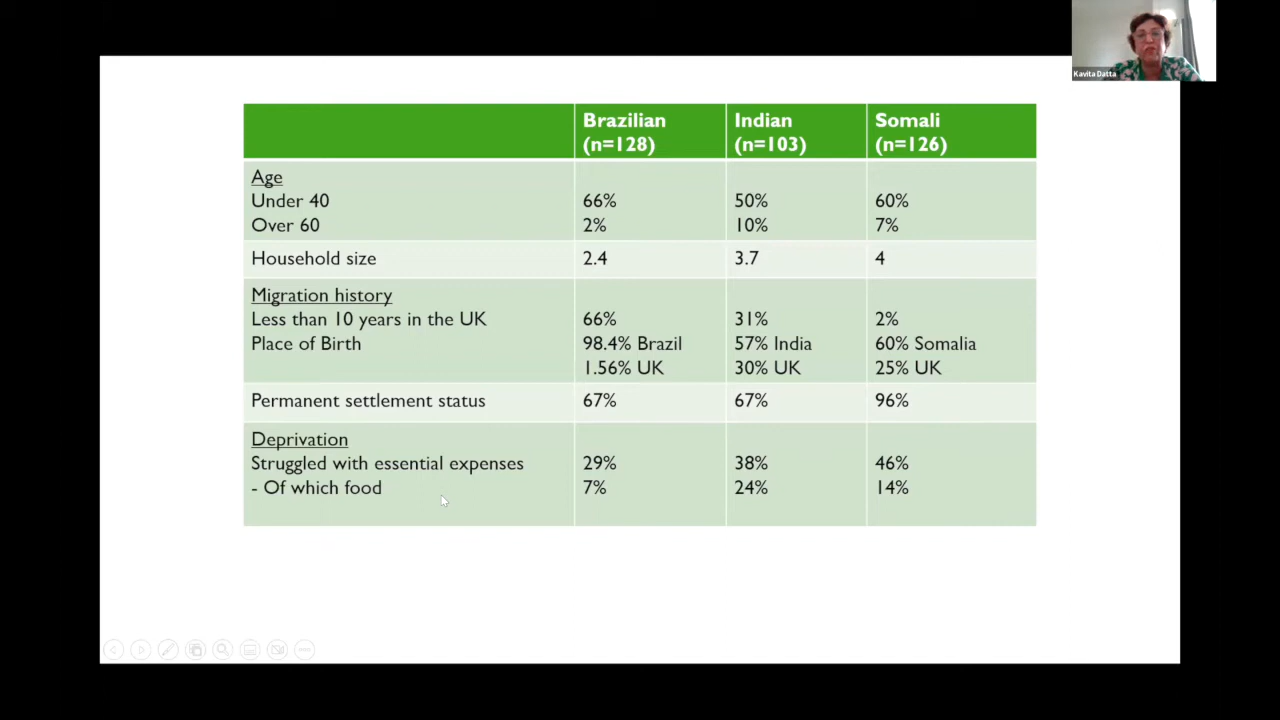 Kavita Datta
Brazilian (n=128)
Indian (n=103)
Somali (n=126)
Age
Under 40 66% 50% 60%
Over 60 2% 10% 7%
Household size 2.4 3.7 4
Migration history
Less than 10 years in the UK 66% 31% 2%
Place of Birth 98.4% Brazil 57% India 60% Somalia
1.56% UK 30% UK 25% UK
Permanent settlement status 67% 67% 96%
Deprivation
Struggled with essential expenses 29% 38% 46%
- Of which food 7% 24% 14%